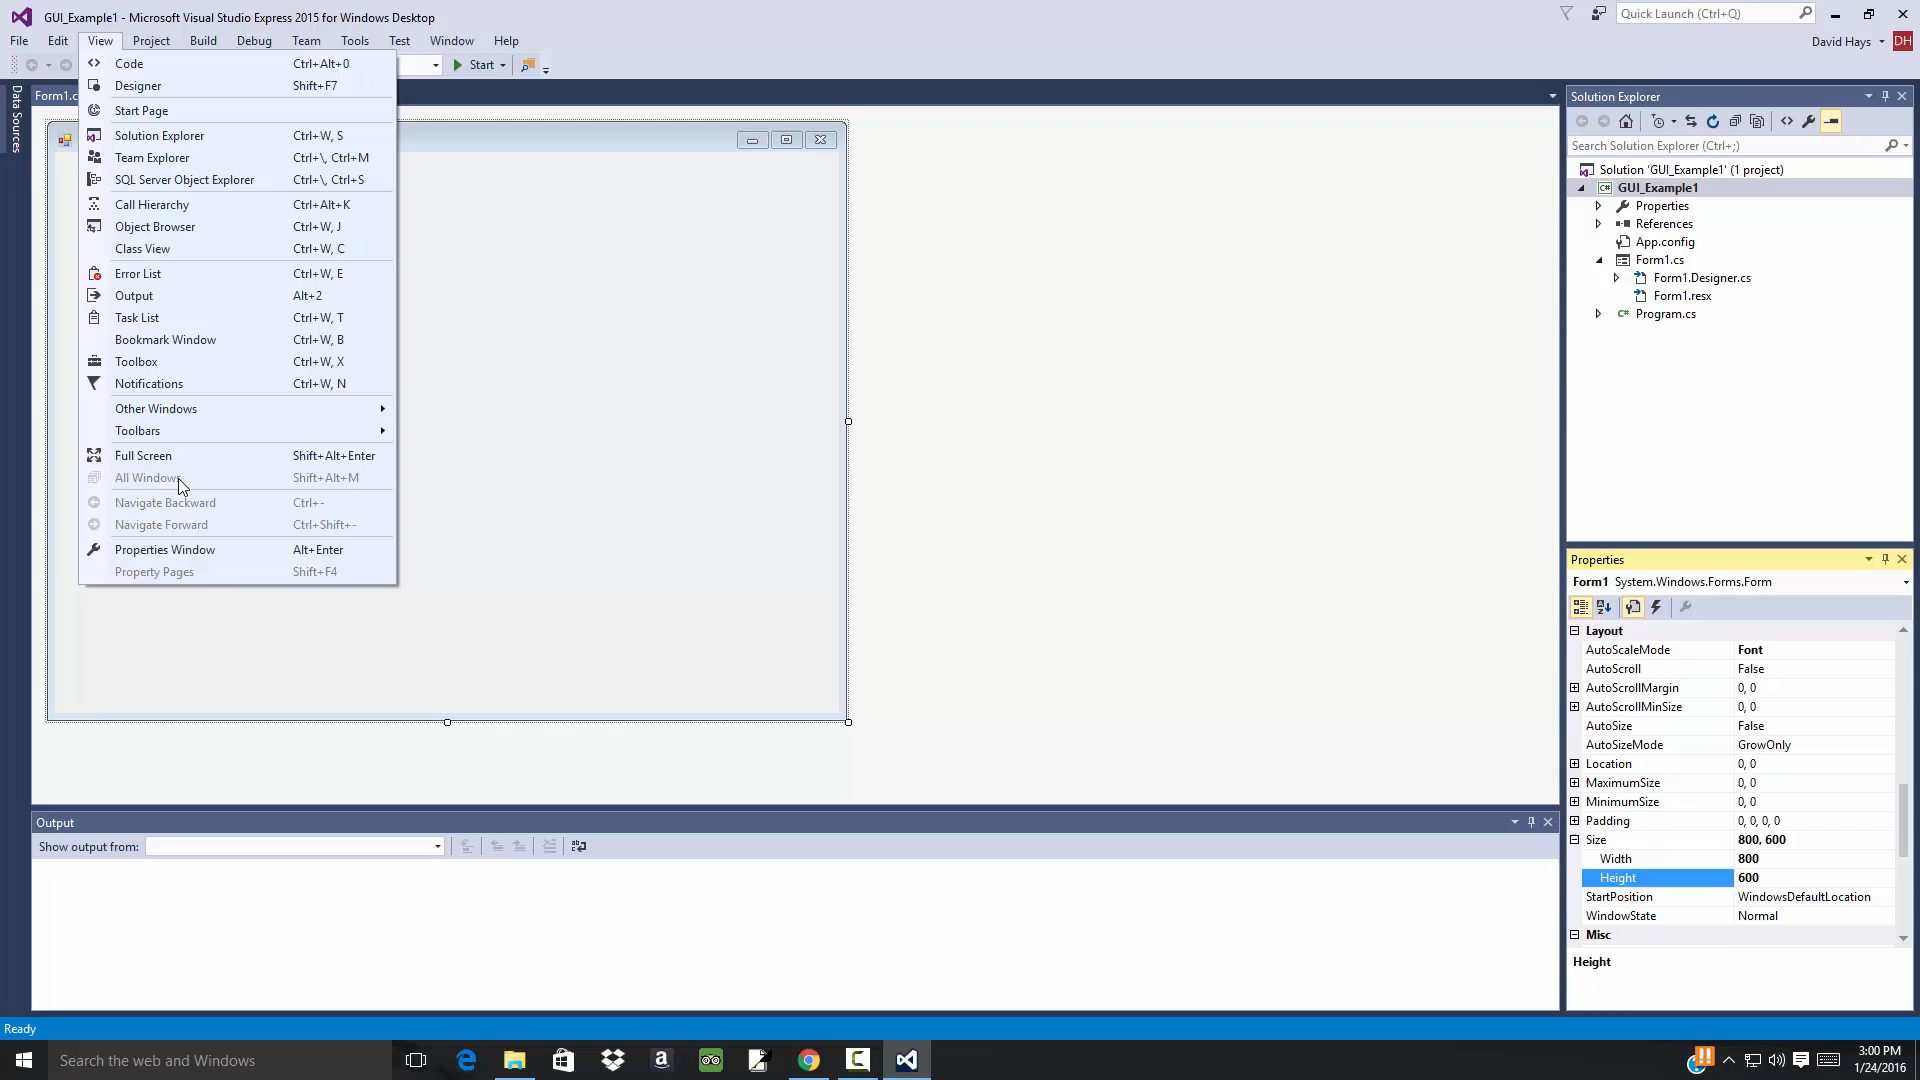 GUI_Example1 - Microsoft Visual Studio Express 2015 for Windows Desktop
Quick Launch (Ctrl+Q)
File Edit View Project Build Debug Team Tools Test Window Help
David Hays DH
Start
Data Sources
Form1.c
Code Ctrl+Alt+0
Designer Shift+F7
Start Page
Solution Explorer Ctrl+W, S
Team Explorer Ctrl+\, Ctrl+M
SQL Server Object Explorer Ctrl+\, Ctrl+S
Call Hierarchy Ctrl+Alt+K
Object Browser Ctrl+W, J
Class View Ctrl+W, C
Error List Ctrl+W, E
Output Alt+2
Task List Ctrl+W, T
Bookmark Window Ctrl+W, B
Toolbox Ctrl+W, X
Notifications Ctrl+W, N
Other Windows
Toolbars
Full Screen Shift+Alt+Enter
All Windows Shift+Alt+M
Navigate Backward Ctrl+-
Navigate Forward Ctrl+Shift+-
Properties Window Alt+Enter
Property Pages Shift+F4
Solution Explorer
Search Solution Explorer (Ctrl+;)
Solution 'GUI_Example1' (1 project)
C# GUI_Example1
Properties
References
App.config
Form1.cs
Form1.Designer.cs
Form1.resx
C# Program.cs
Properties
Form1 System.Windows.Forms.Form
Layout
AutoScaleMode Font
AutoScroll False
AutoScrollMargin 0, 0
AutoScrollMinSize 0, 0
AutoSize False
AutoSizeMode GrowOnly
Location 0, 0
MaximumSize 0, 0
MinimumSize 0, 0
Padding 0, 0, 0, 0
Size 800, 600
Width 800
Height 600
StartPosition WindowsDefaultLocation
WindowState Normal
Misc
Height
Output
Show output from:
Ready
Search the web and Windows
3:00 PM
1/24/2016